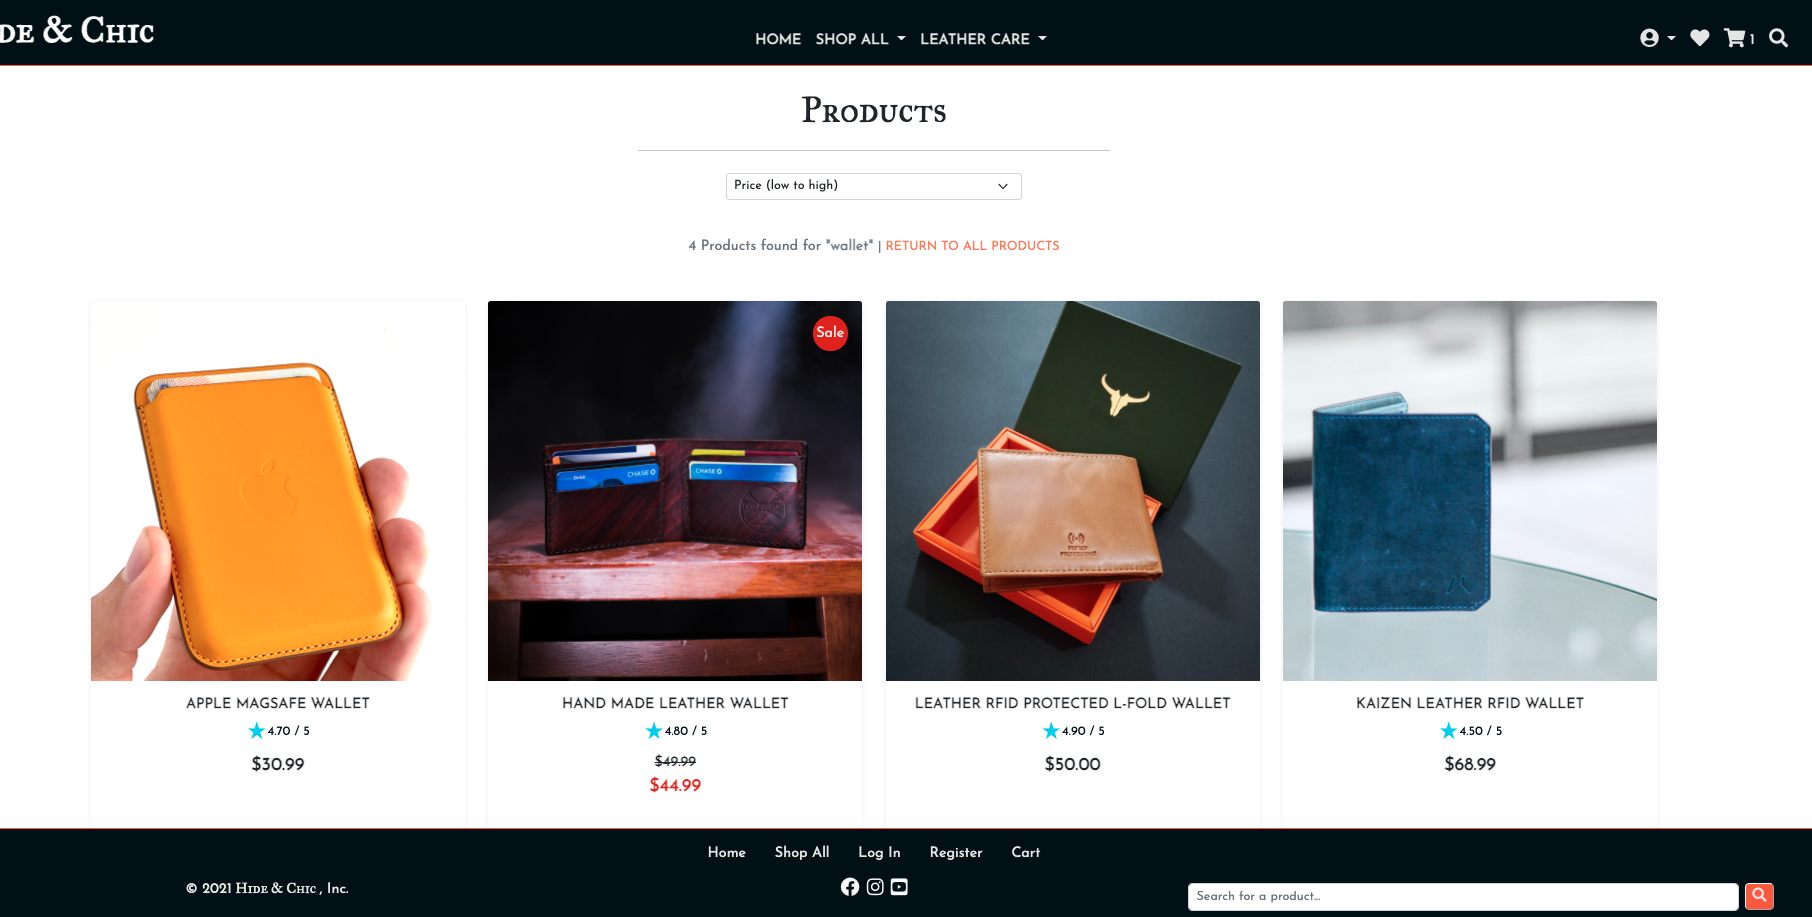 DE & CHIC
HOME SHOP ALL LEATHER CARE
1
PRODUCTS
Price (low to high)
4 Products found for "wallet" | RETURN TO ALL PRODUCTS
Sale
CHASE
CHASE
RFID
PROTECTED
APPLE MAGSAFE WALLET
4.70 / 5
$30.99
HAND MADE LEATHER WALLET
4.80 / 5
$49.99
$44.99
LEATHER RFID PROTECTED L-FOLD WALLET
4.90 / 5
$50.00
KAIZEN LEATHER RFID WALLET
4.50 / 5
$68.99
Home Shop All Log In Register Cart
© 2021 HIDE & CHIC , Inc.
Search for a product...